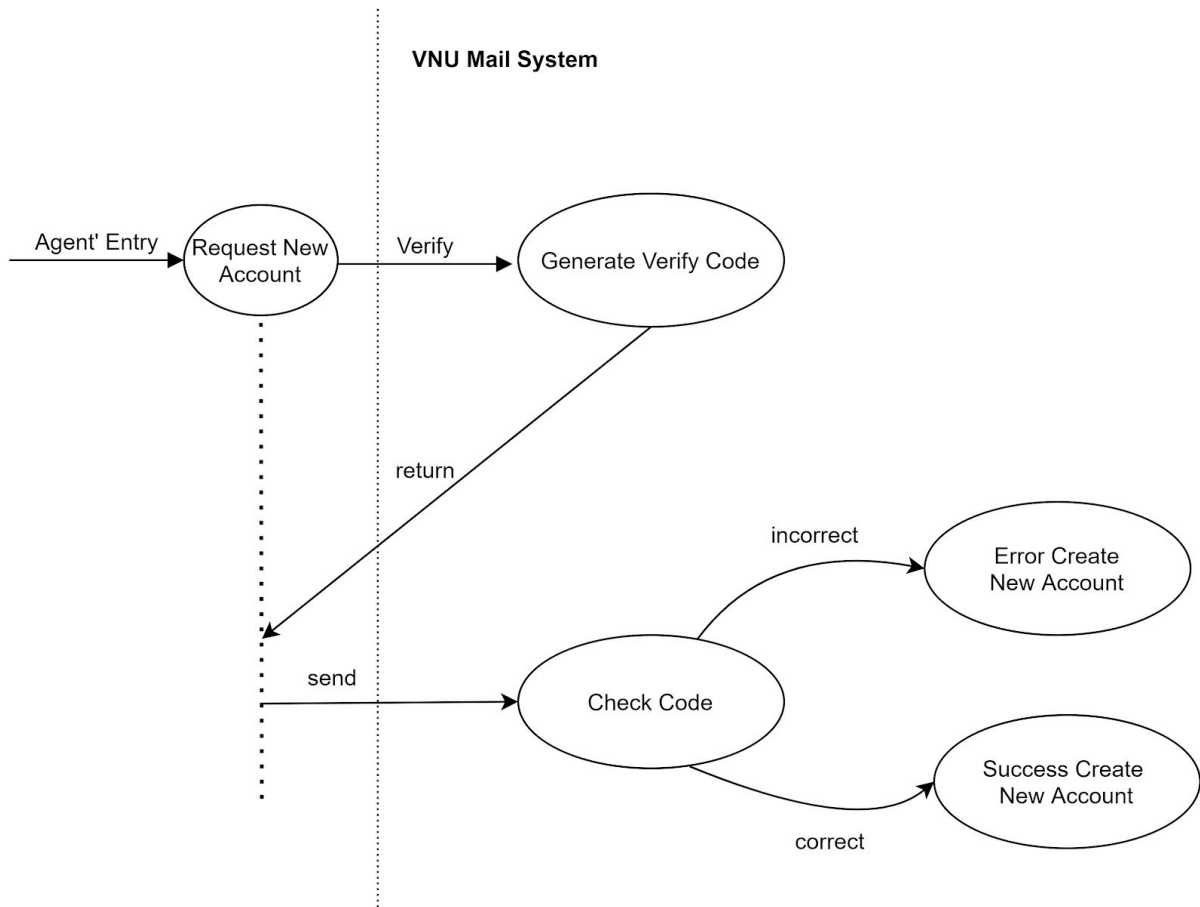 VNU Mail System
Agent' Entry
Request New
Account
Verify
Generate Verify Code
return
incorrect
Error Create
New Account
send
Check Code
Success Create
New Account
correct